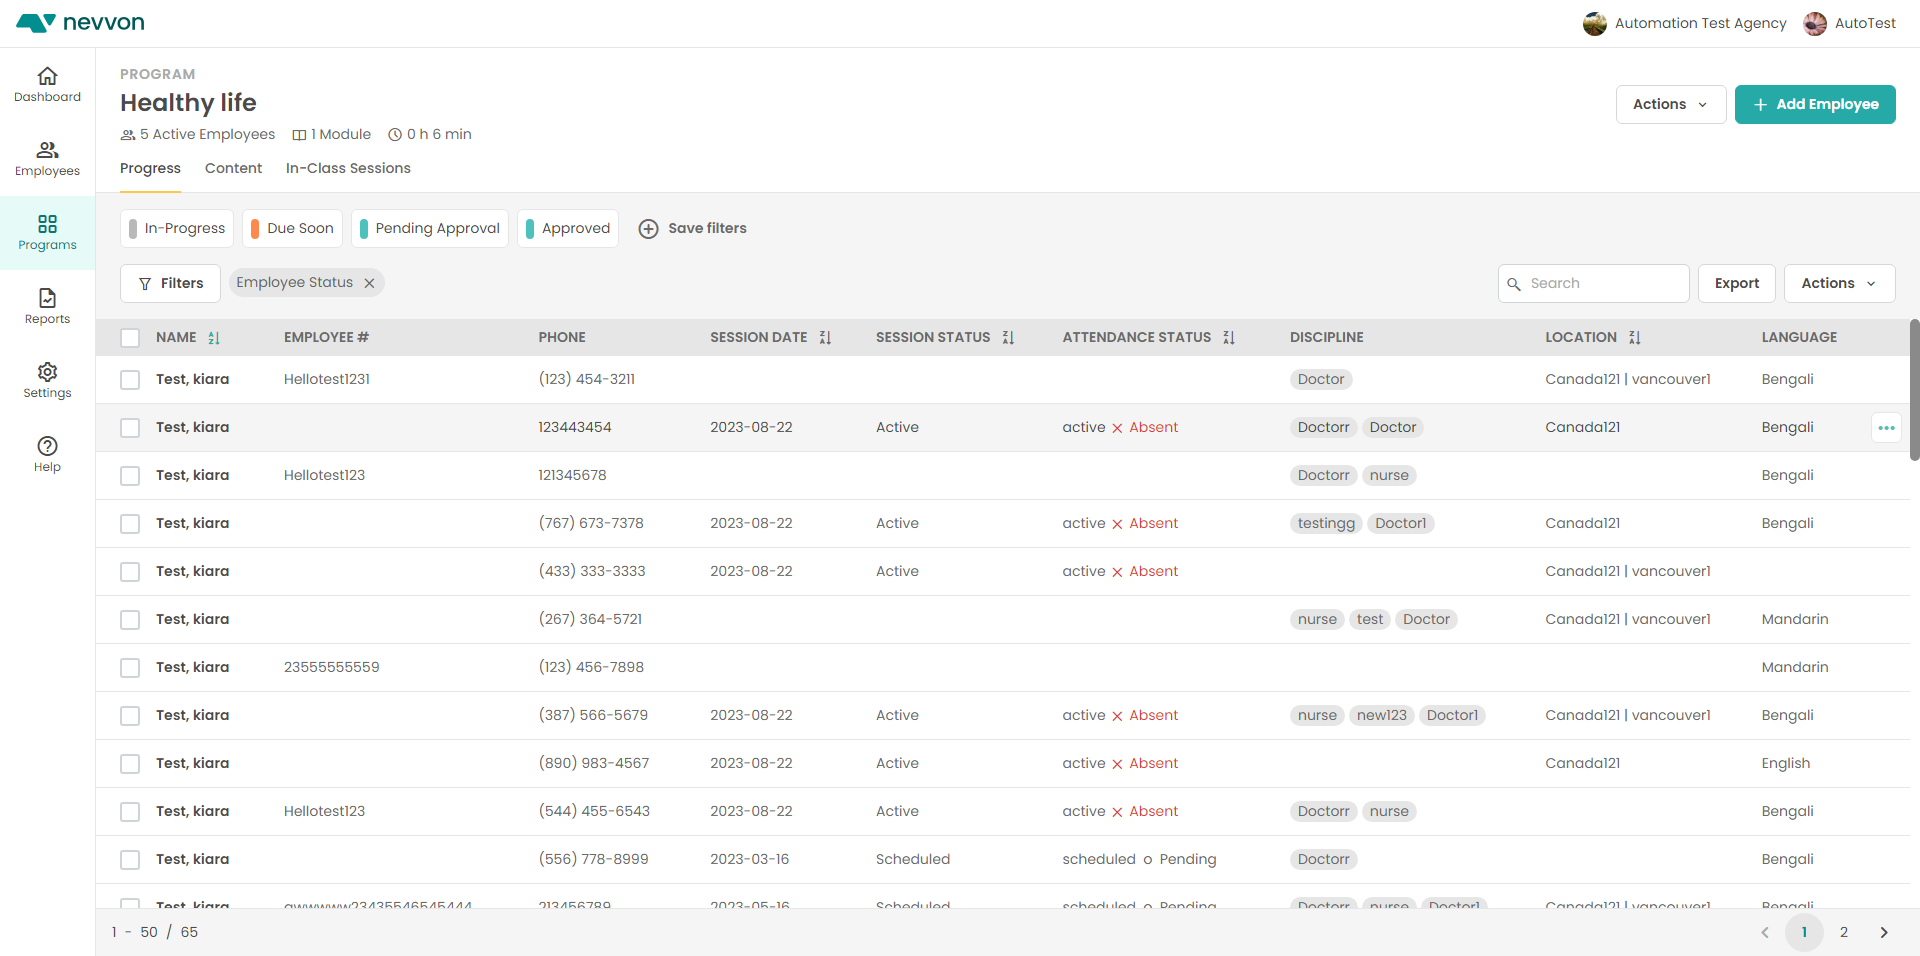 nevvon
Automation Test Agency AutoTest
Dashboard
Employees
Programs
Reports
Settings
Help
PROGRAM
Healthy life
5 Active Employees 1 Module 0 h 6 min
Actions + Add Employee
Progress Content In-Class Sessions
In-Progress Due Soon Pending Approval Approved Save filters
Filters Employee Status Search Export Actions
NAME EMPLOYEE # PHONE SESSION DATE SESSION STATUS ATTENDANCE STATUS DISCIPLINE LOCATION LANGUAGE
Test, kiara Hellotest1231 (123) 454-3211 Doctor Canada121 | vancouver1 Bengali
Test, kiara 123443454 2023-08-22 Active active × Absent Doctorr Doctor Canada121 Bengali
Test, kiara Hellotest123 121345678 Doctorr nurse Bengali
Test, kiara (767) 673-7378 2023-08-22 Active active × Absent testingg Doctor1 Canada121 Bengali
Test, kiara (433) 333-3333 2023-08-22 Active active × Absent Canada121 | vancouver1
Test, kiara (267) 364-5721 nurse test Doctor Canada121 | vancouver1 Mandarin
Test, kiara 23555555559 (123) 456-7898 Mandarin
Test, kiara (387) 566-5679 2023-08-22 Active active × Absent nurse new123 Doctor1 Canada121 | vancouver1 Bengali
Test, kiara (890) 983-4567 2023-08-22 Active active × Absent Canada121 English
Test, kiara Hellotest123 (544) 455-6543 2023-08-22 Active active × Absent Doctorr nurse Bengali
Test, kiara (556) 778-8999 2023-03-16 Scheduled scheduled o Pending Doctorr Bengali
Test, kiara 213456789 2023-05-16 Scheduled scheduled o Pending Doctorr nurse Doctor1 Canada121 | vancouver1 Bengali
1 - 50 / 65 1 2